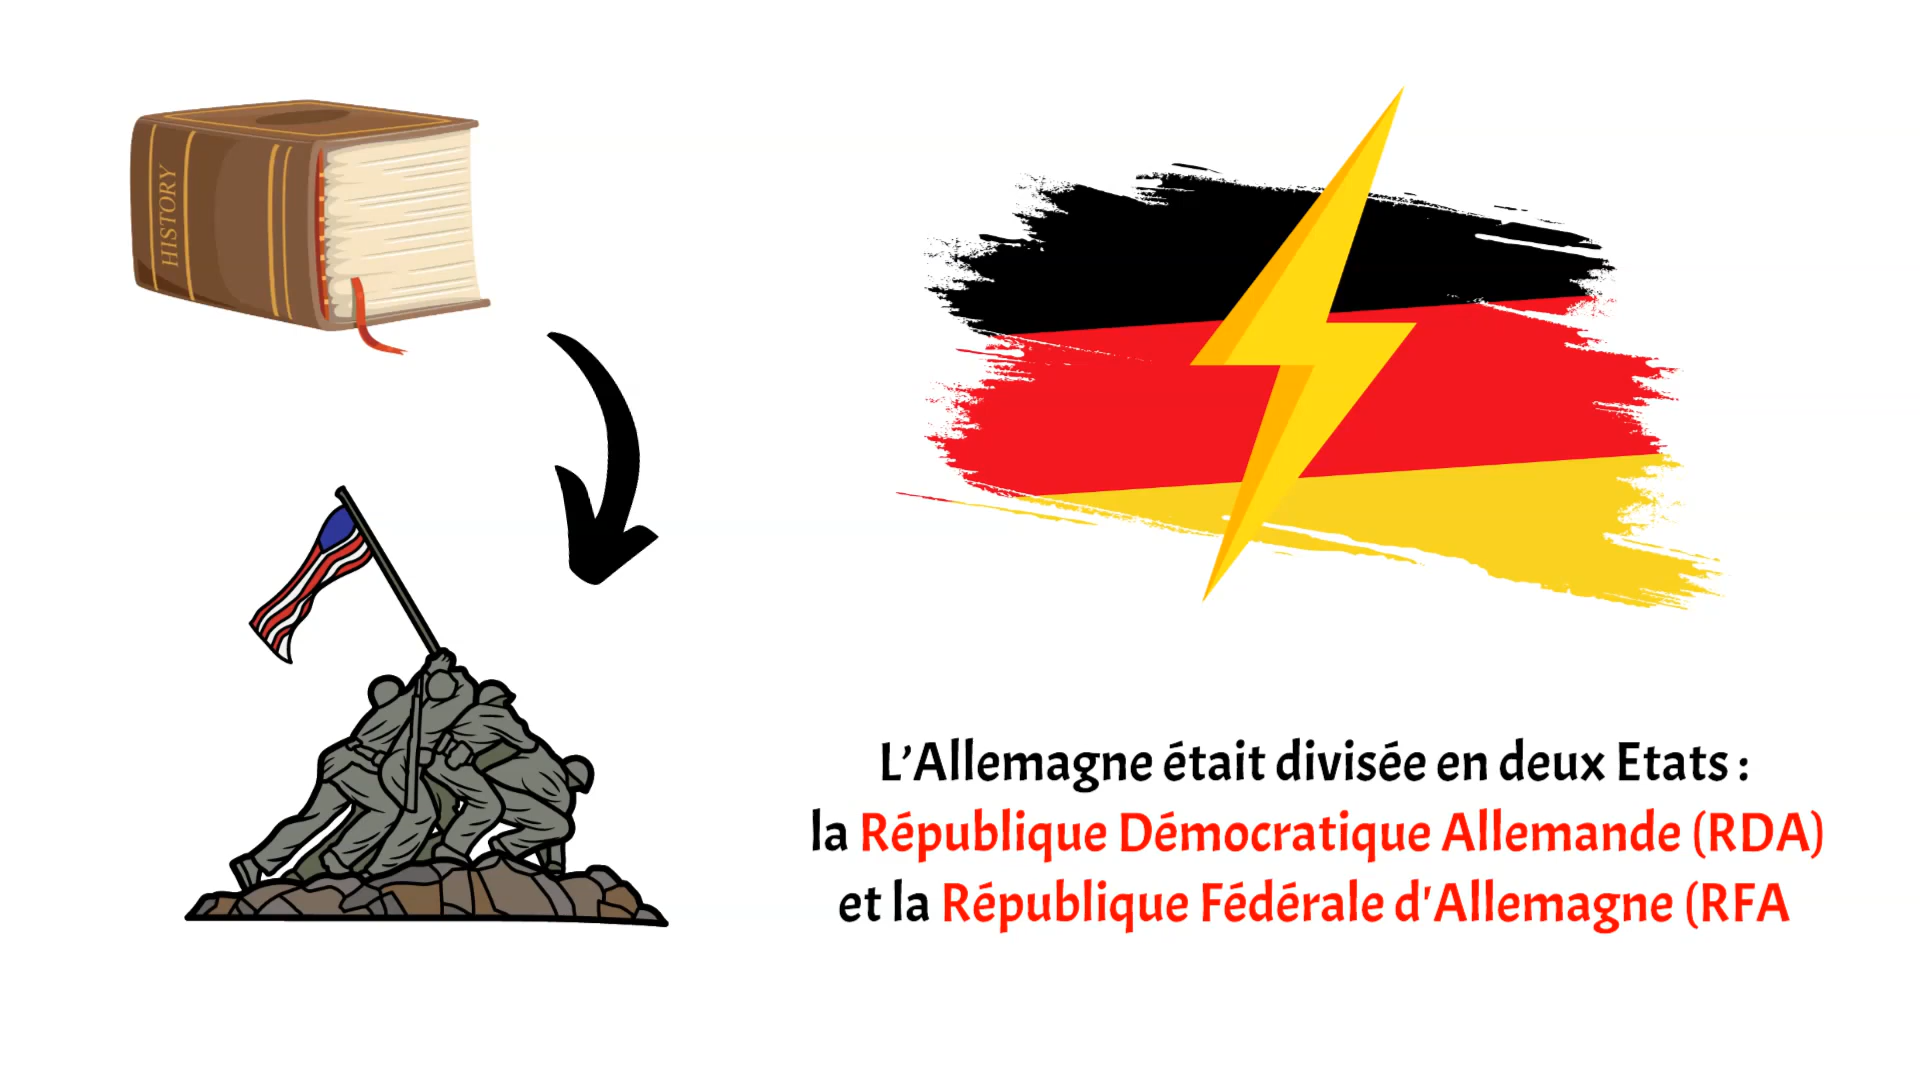 HISTORY
L’Allemagne était divisée en deux Etats :
la République Démocratique Allemande (RDA)
et la République Fédérale d'Allemagne (RFA